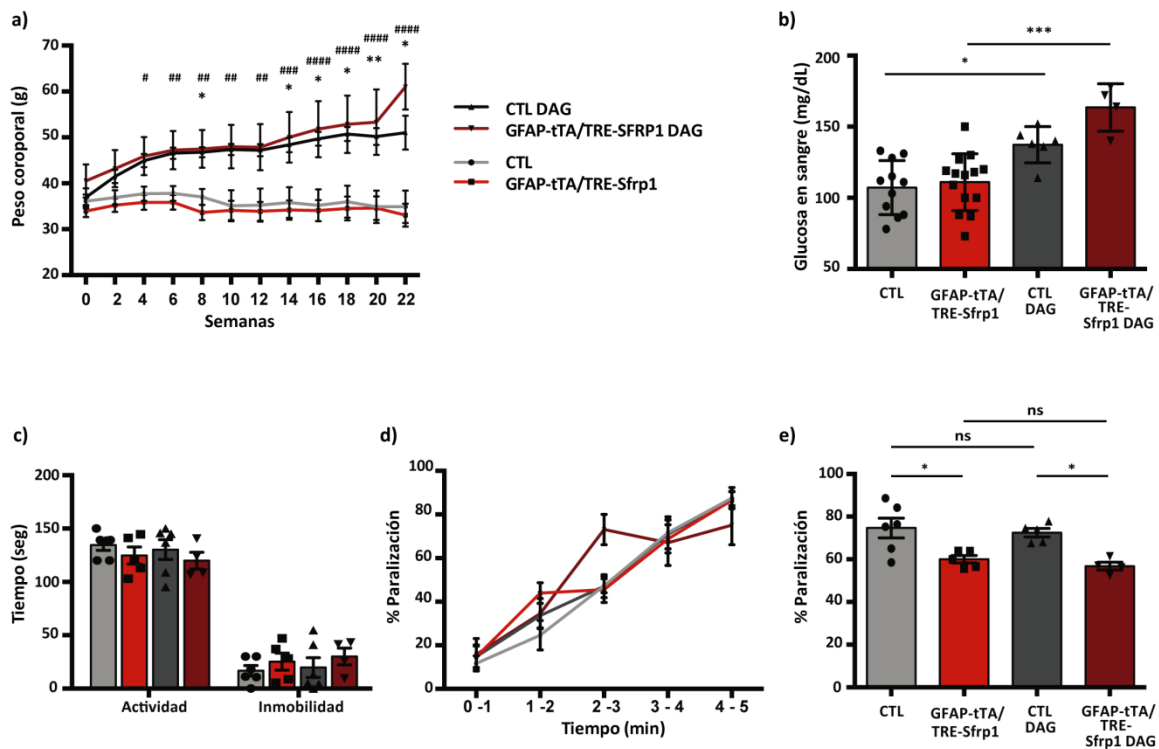 a)
Peso coroporal (g)
70
60
50
40
30
20
# ## ## ## ## ### #### #### #### ####
* * * * ** *
0 2 4 6 8 10 12 14 16 18 20 22
Semanas
CTL DAG
GFAP-tTA/TRE-SFRP1 DAG
CTL
GFAP-tTA/TRE-Sfrp1
b)
Glucosa en sangre (mg/dL)
200
150
100
50
***
*
CTL
GFAP-tTA/
TRE-Sfrp1
CTL
DAG
GFAP-tTA/
TRE-
Sfrp1 DAG
c)
Tiempo (seg)
200
150
100
50
0
Actividad Inmobilidad
d)
% Paralización
100
80
60
40
20
0
0 -1 1 -2 2 -3 3 - 4 4 - 5
Tiempo (min)
e)
% Paralización
100
80
60
40
20
0
ns
ns
* *
CTL
GFAP-tTA/
TRE-Sfrp1
CTL
DAG
GFAP-tTA/
TRE-
Sfrp1 DAG